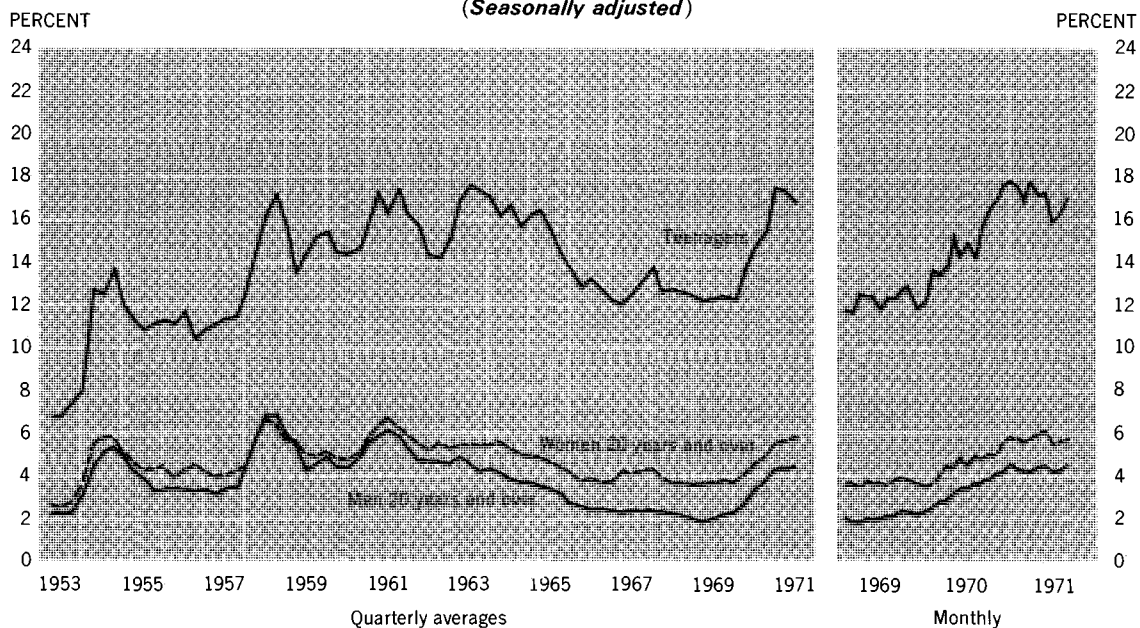 (Seasonally adjusted)
PERCENT PERCENT
24 24
22 22
20 20
18 18
16 16
Teenagers
14 14
12 12
10 10
8 8
6 6
Women 20 years and over
4 4
Men 20 years and over
2 2
0 0
1953 1955 1957 1959 1961 1963 1965 1967 1969 1971 1969 1970 1971
Quarterly averages Monthly